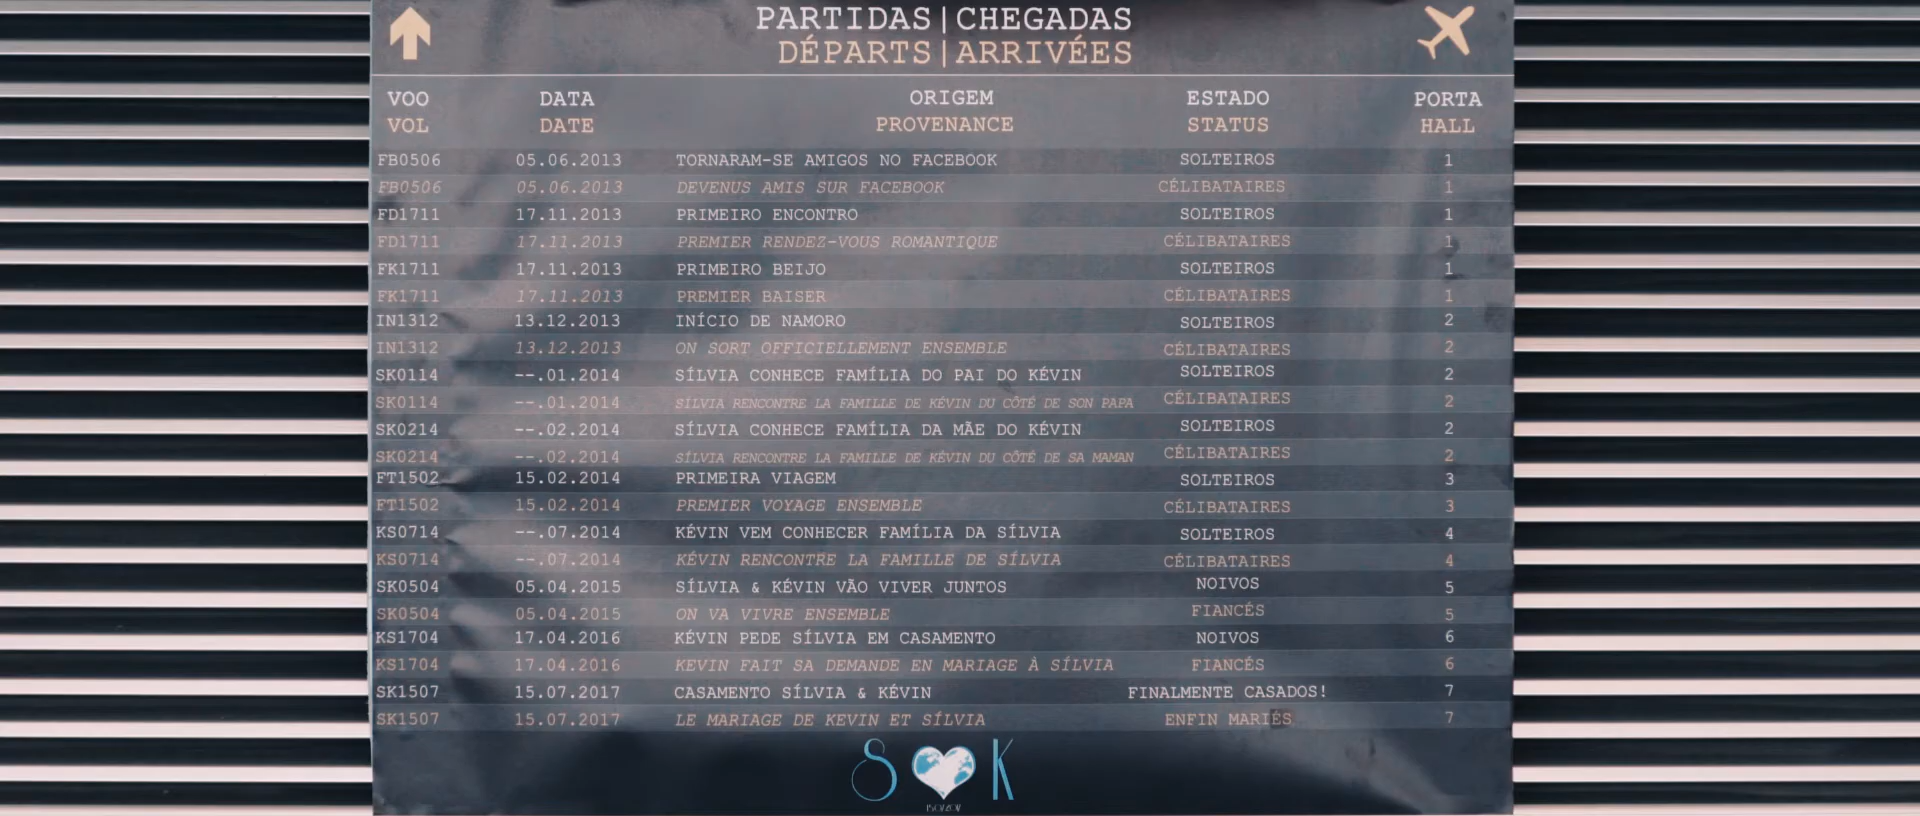 PARTIDAS|CHEGADAS
DÉPARTS|ARRIVÉES
VOO DATA ORIGEM ESTADO PORTA
VOL DATE PROVENANCE STATUS HALL
FB0506 05.06.2013 TORNARAM-SE AMIGOS NO FACEBOOK SOLTEIROS 1
FB0506 05.06.2013 DEVENUS AMIS SUR FACEBOOK CÉLIBATAIRES 1
FD1711 17.11.2013 PRIMEIRO ENCONTRO SOLTEIROS 1
FD1711 17.11.2013 PREMIER RENDEZ-VOUS ROMANTIQUE CÉLIBATAIRES 1
FK1711 17.11.2013 PRIMEIRO BEIJO SOLTEIROS 1
FK1711 17.11.2013 PREMIER BAISER CÉLIBATAIRES 1
IN1312 13.12.2013 INÍCIO DE NAMORO SOLTEIROS 2
IN1312 13.12.2013 ON SORT OFFICIELLEMENT ENSEMBLE CÉLIBATAIRES 2
SK0114 --.01.2014 SÍLVIA CONHECE FAMÍLIA DO PAI DO KÉVIN SOLTEIROS 2
SK0114 --.01.2014 SÍLVIA RENCONTRE LA FAMILLE DE KÉVIN DU CÔTÉ DE SON PAPA CÉLIBATAIRES 2
SK0214 --.02.2014 SÍLVIA CONHECE FAMÍLIA DA MÃE DO KÉVIN SOLTEIROS 2
SK0214 --.02.2014 SÍLVIA RENCONTRE LA FAMILLE DE KÉVIN DU CÔTÉ DE SA MAMAN CÉLIBATAIRES 2
FT1502 15.02.2014 PRIMEIRA VIAGEM SOLTEIROS 3
FT1502 15.02.2014 PREMIER VOYAGE ENSEMBLE CÉLIBATAIRES 3
KS0714 --.07.2014 KÉVIN VEM CONHECER FAMÍLIA DA SÍLVIA SOLTEIROS 4
KS0714 --.07.2014 KÉVIN RENCONTRE LA FAMILLE DE SÍLVIA CÉLIBATAIRES 4
SK0504 05.04.2015 SÍLVIA & KÉVIN VÃO VIVER JUNTOS NOIVOS 5
SK0504 05.04.2015 ON VA VIVRE ENSEMBLE FIANCÉS 5
KS1704 17.04.2016 KÉVIN PEDE SÍLVIA EM CASAMENTO NOIVOS 6
KS1704 17.04.2016 KEVIN FAIT SA DEMANDE EN MARIAGE À SÍLVIA FIANCÉS 6
SK1507 15.07.2017 CASAMENTO SÍLVIA & KÉVIN FINALMENTE CASADOS! 7
SK1507 15.07.2017 LE MARIAGE DE KEVIN ET SÍLVIA ENFIN MARIÉS 7
S K